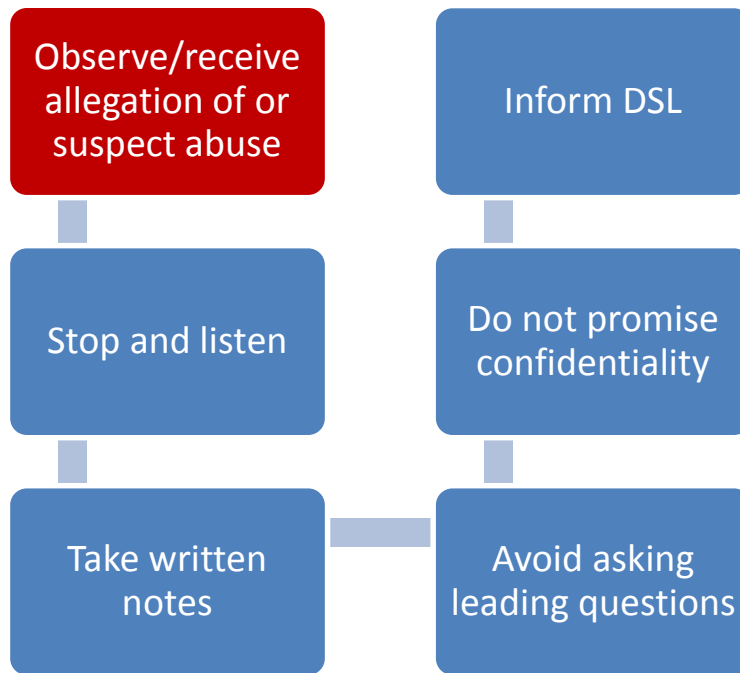 Observe/receive
allegation of or
suspect abuse
Stop and listen
Take written
notes
Avoid asking
leading questions
Do not promise
confidentiality
Inform DSL